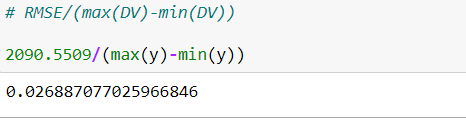 # RMSE/(max(DV)-min(DV))
2090.5509/(max(y)-min(y))
0.026887077025966846